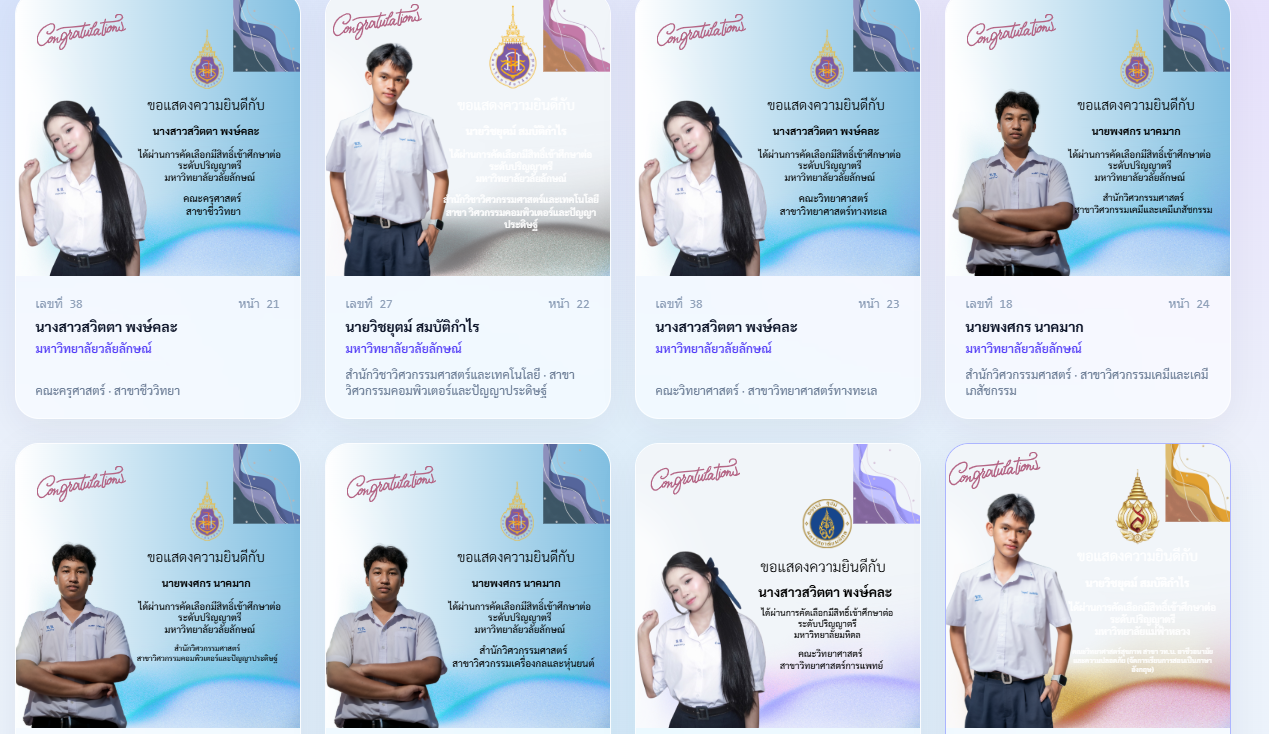 Congratulations
ขอแสดงความยินดีกับ
นางสาวสวิตตา พงษ์คละ
ได้ผ่านการคัดเลือกมีสิทธิ์เข้าศึกษาต่อ
ระดับปริญญาตรี
มหาวิทยาลัยวลัยลักษณ์
คณะครุศาสตร์
สาขาชีววิทยา
เลขที่ 38
หน้า 21
นางสาวสวิตตา พงษ์คละ
มหาวิทยาลัยวลัยลักษณ์
คณะครุศาสตร์ · สาขาชีววิทยา
Congratulations
ขอแสดงความยินดีกับ
นายวิชยุตม์ สมบัติกำไร
ได้ผ่านการคัดเลือกมีสิทธิ์เข้าศึกษาต่อ
ระดับปริญญาตรี
มหาวิทยาลัยวลัยลักษณ์
สำนักวิชาวิศวกรรมศาสตร์และเทคโนโลยี
สาขา วิศวกรรมคอมพิวเตอร์และปัญญา
ประดิษฐ์
เลขที่ 27
หน้า 22
นายวิชยุตม์ สมบัติกำไร
มหาวิทยาลัยวลัยลักษณ์
สำนักวิชาวิศวกรรมศาสตร์และเทคโนโลยี · สาขา
วิศวกรรมคอมพิวเตอร์และปัญญาประดิษฐ์
Congratulations
ขอแสดงความยินดีกับ
นางสาวสวิตตา พงษ์คละ
ได้ผ่านการคัดเลือกมีสิทธิ์เข้าศึกษาต่อ
ระดับปริญญาตรี
มหาวิทยาลัยวลัยลักษณ์
คณะวิทยาศาสตร์
สาขาวิทยาศาสตร์ทางทะเล
เลขที่ 38
หน้า 23
นางสาวสวิตตา พงษ์คละ
มหาวิทยาลัยวลัยลักษณ์
คณะวิทยาศาสตร์ · สาขาวิทยาศาสตร์ทางทะเล
Congratulations
ขอแสดงความยินดีกับ
นายพงศกร นาคมาก
ได้ผ่านการคัดเลือกมีสิทธิ์เข้าศึกษาต่อ
ระดับปริญญาตรี
มหาวิทยาลัยวลัยลักษณ์
สำนักวิศวกรรมศาสตร์
สาขาวิศวกรรมเคมีและเคมีเภสัชกรรม
เลขที่ 18
หน้า 24
นายพงศกร นาคมาก
มหาวิทยาลัยวลัยลักษณ์
สำนักวิศวกรรมศาสตร์ · สาขาวิศวกรรมเคมีและเคมี
เภสัชกรรม
Congratulations
ขอแสดงความยินดีกับ
นายพงศกร นาคมาก
ได้ผ่านการคัดเลือกมีสิทธิ์เข้าศึกษาต่อ
ระดับปริญญาตรี
มหาวิทยาลัยวลัยลักษณ์
สำนักวิศวกรรมศาสตร์
สาขาวิศวกรรมคอมพิวเตอร์และปัญญาประดิษฐ์
Congratulations
ขอแสดงความยินดีกับ
นายพงศกร นาคมาก
ได้ผ่านการคัดเลือกมีสิทธิ์เข้าศึกษาต่อ
ระดับปริญญาตรี
มหาวิทยาลัยวลัยลักษณ์
สำนักวิศวกรรมศาสตร์
สาขาวิศวกรรมเครื่องกลและหุ่นยนต์
Congratulations
ขอแสดงความยินดีกับ
นางสาวสวิตตา พงษ์คละ
ได้ผ่านการคัดเลือกมีสิทธิ์เข้าศึกษาต่อ
ระดับปริญญาตรี
มหาวิทยาลัยมหิดล
คณะวิทยาศาสตร์
สาขาวิทยาศาสตร์การแพทย์
Congratulations
ขอแสดงความยินดีกับ
นายวิชยุตม์ สมบัติกำไร
ได้ผ่านการคัดเลือกมีสิทธิ์เข้าศึกษาต่อ
ระดับปริญญาตรี
มหาวิทยาลัยแม่ฟ้าหลวง